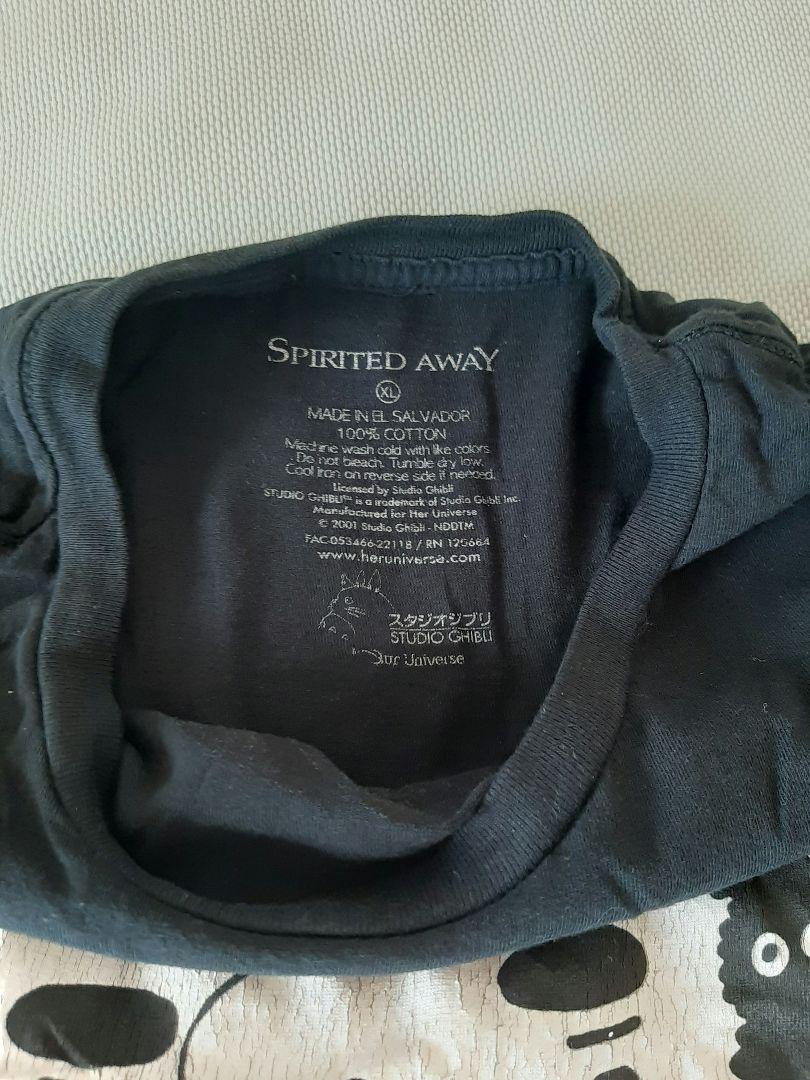 SPIRITED AWAY
XL
MADE IN EL SALVADOR
100% COTTON
Machine wash cold with like colors.
Do not bleach. Tumble dry low.
Cool iron on reverse side if needed.
Licensed by Studio Ghibli
STUDIO GHIBLI™ is a trademark of Studio Ghibli Inc.
Manufactured for Her Universe
© 2001 Studio Ghibli - NDDTM
FAC-053466-22118 / RN 120664
www.heruniverse.com
スタジオジブリ
STUDIO GHIBLI
Universe